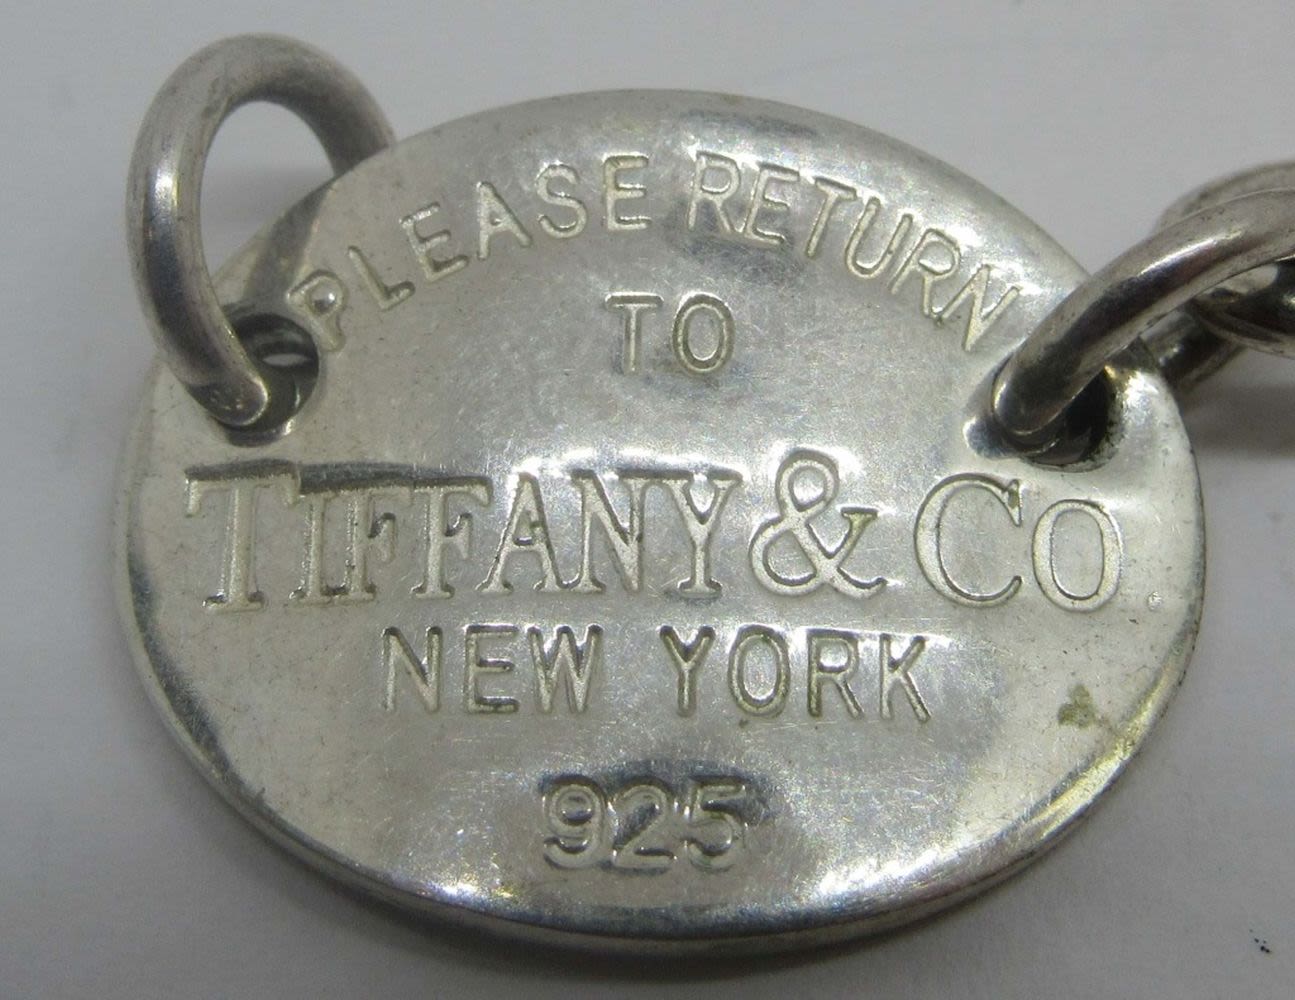 PLEASE RETURN
TO
TIFFANY & CO.
NEW YORK
925